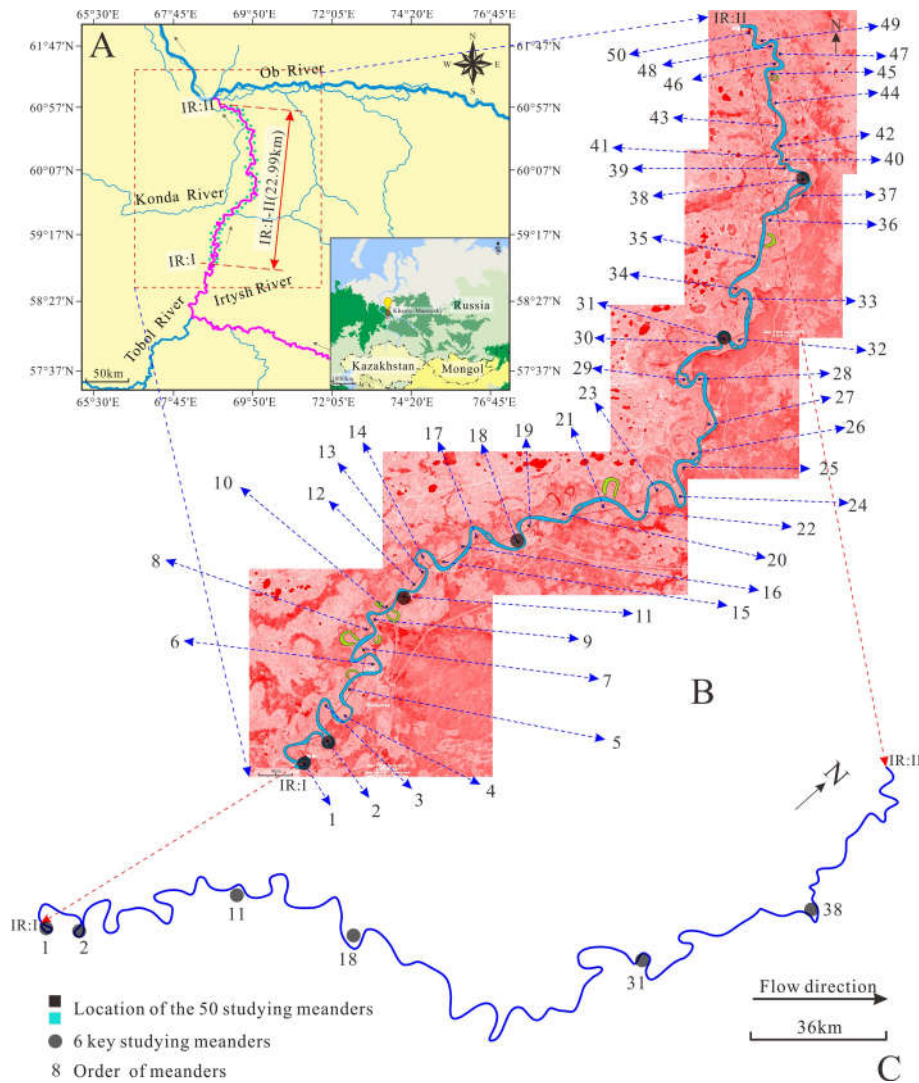 65°30'E 67°45'E 69°50'E 72°05'E 74°20'E 76°45'E
A
61°47'N
60°57'N
60°07'N
59°17'N
58°27'N
57°37'N
Ob River
N
W
E
S
IR:II
Konda River
IR:I-II(22.99km)
IR:I
Irtysh River
Tobol River
50km
Russia
Kazakhstan
Mongol
61°47'N
60°57'N
60°07'N
59°17'N
58°27'N
57°37'N
65°30'E 67°45'E 69°50'E 72°05'E 74°20'E 76°45'E
IR:II
N
49
50
47
48
46
45
44
43
42
41
40
39
38
37
36
35
34
33
31
30
32
29
28
27
26
25
24
23
21
19
18
17
14
13
12
10
8
22
20
16
15
11
9
6
7
5
B
IR:I
1
2
3
4
IR:II
N
IR:I
1
2
11
18
31
38
Flow direction
36km
C
Location of the 50 studying meanders
6 key studying meanders
8 Order of meanders